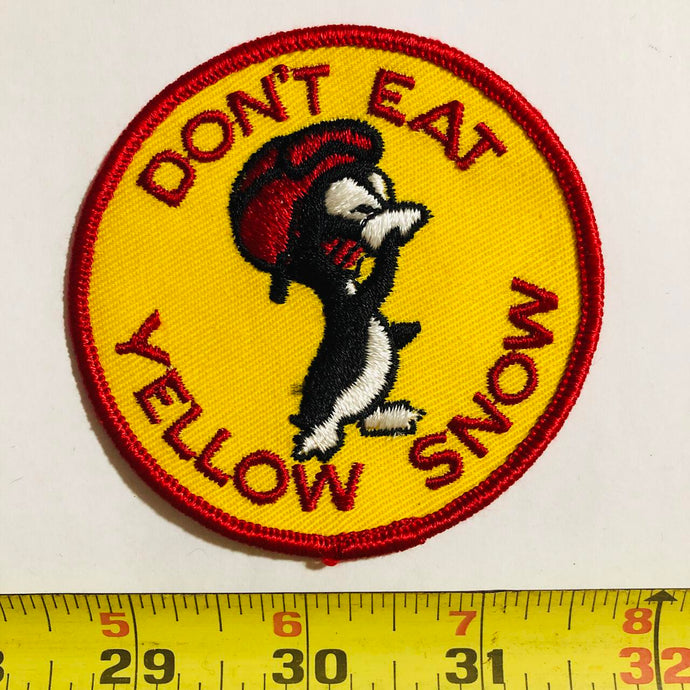 DON'T EAT
YELLOW SNOW
5 6 7 8
29 30 31 32